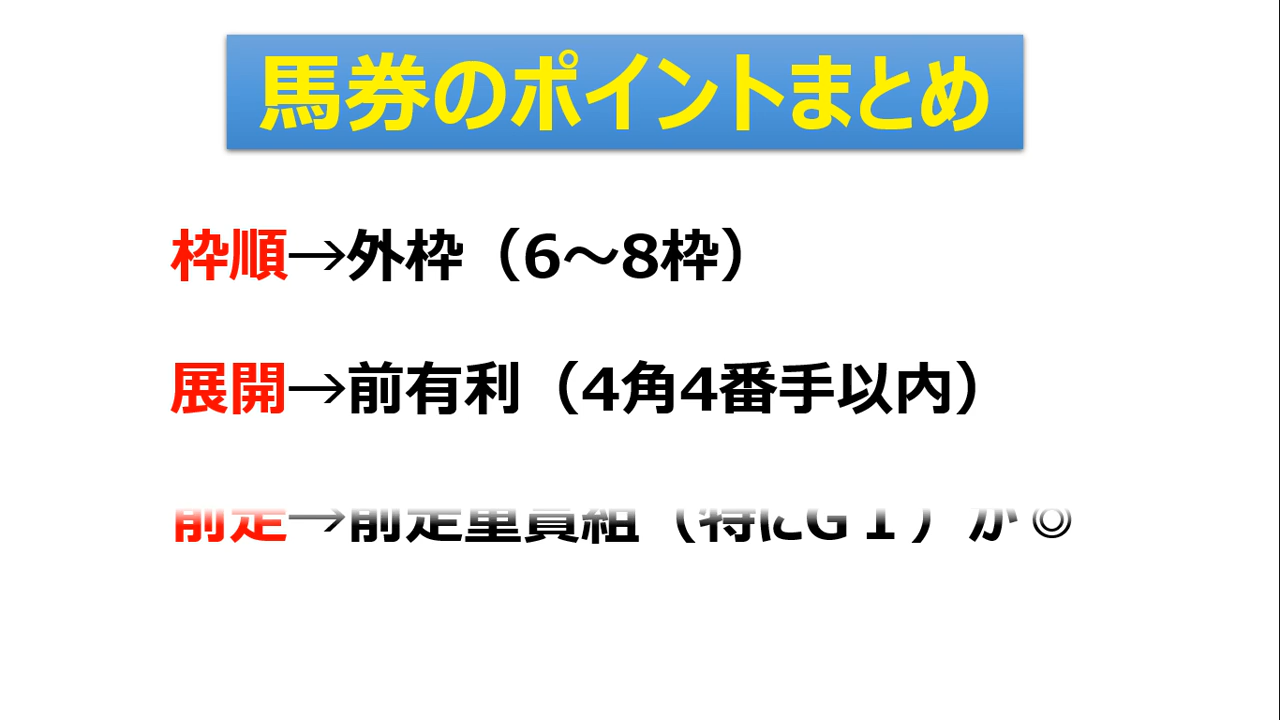 馬券のポイントまとめ
枠順→外枠（6～8枠）
展開→前有利（4角4番手以内）
前走→前走重賞組（特にＧ１）が◎